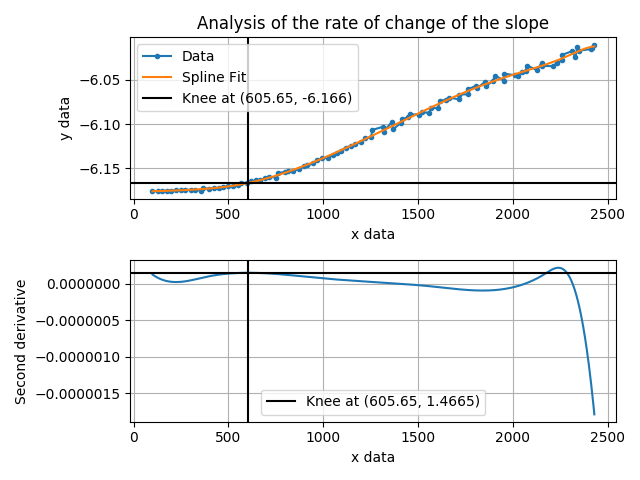 Analysis of the rate of change of the slope
Data
Spline Fit
Knee at (605.65, -6.166)
y data
−6.05
−6.10
−6.15
0 500 1000 1500 2000 2500
x data
Second derivative
0.0000000
−0.0000005
−0.0000010
−0.0000015
Knee at (605.65, 1.4665)
0 500 1000 1500 2000 2500
x data